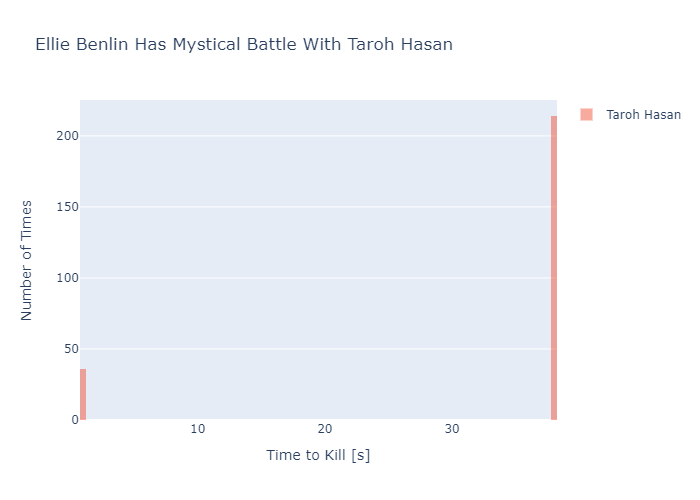 Ellie Benlin Has Mystical Battle With Taroh Hasan
Taroh Hasan
200
150
100
50
0
Number of Times
10
20
30
Time to Kill [s]